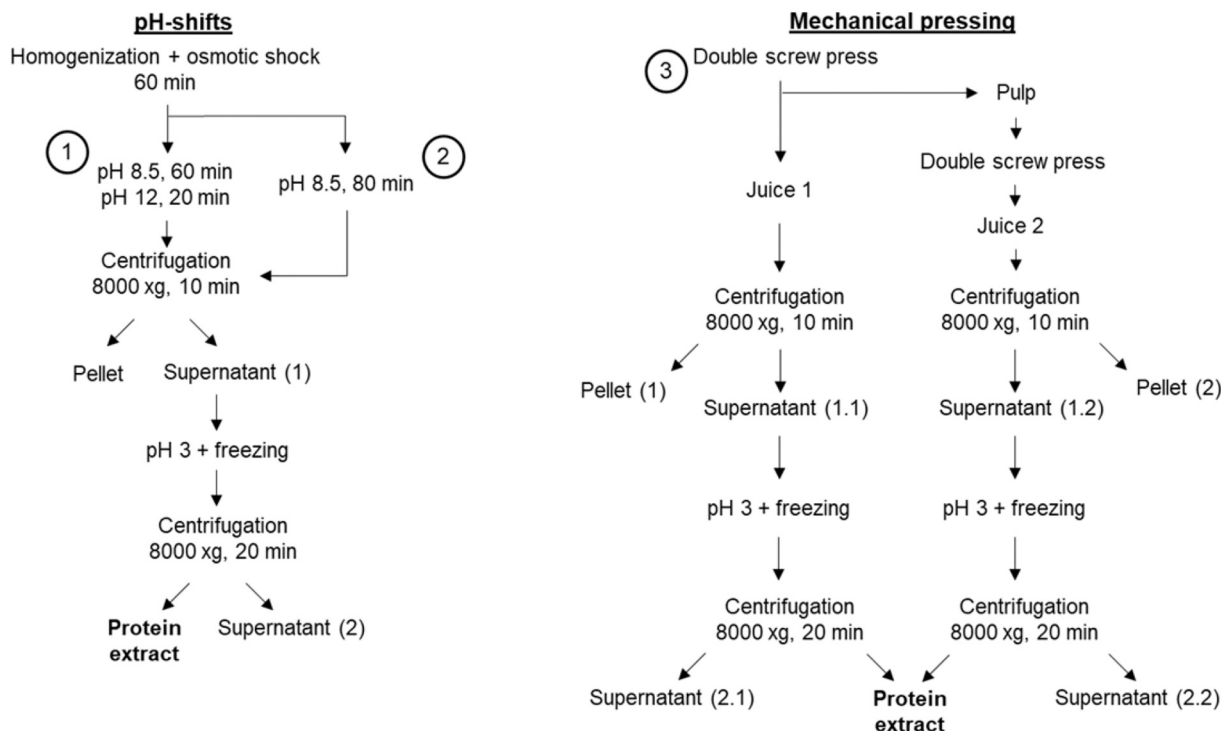 pH-shifts
Homogenization + osmotic shock
60 min
1
2
pH 8.5, 60 min
pH 12, 20 min
pH 8.5, 80 min
Centrifugation
8000 xg, 10 min
Pellet
Supernatant (1)
pH 3 + freezing
Centrifugation
8000 xg, 20 min
Protein
extract
Supernatant (2)
Mechanical pressing
3
Double screw press
Pulp
Double screw press
Juice 1
Juice 2
Centrifugation
8000 xg, 10 min
Centrifugation
8000 xg, 10 min
Pellet (1)
Supernatant (1.1)
Supernatant (1.2)
Pellet (2)
pH 3 + freezing
pH 3 + freezing
Centrifugation
8000 xg, 20 min
Centrifugation
8000 xg, 20 min
Supernatant (2.1)
Protein
extract
Supernatant (2.2)